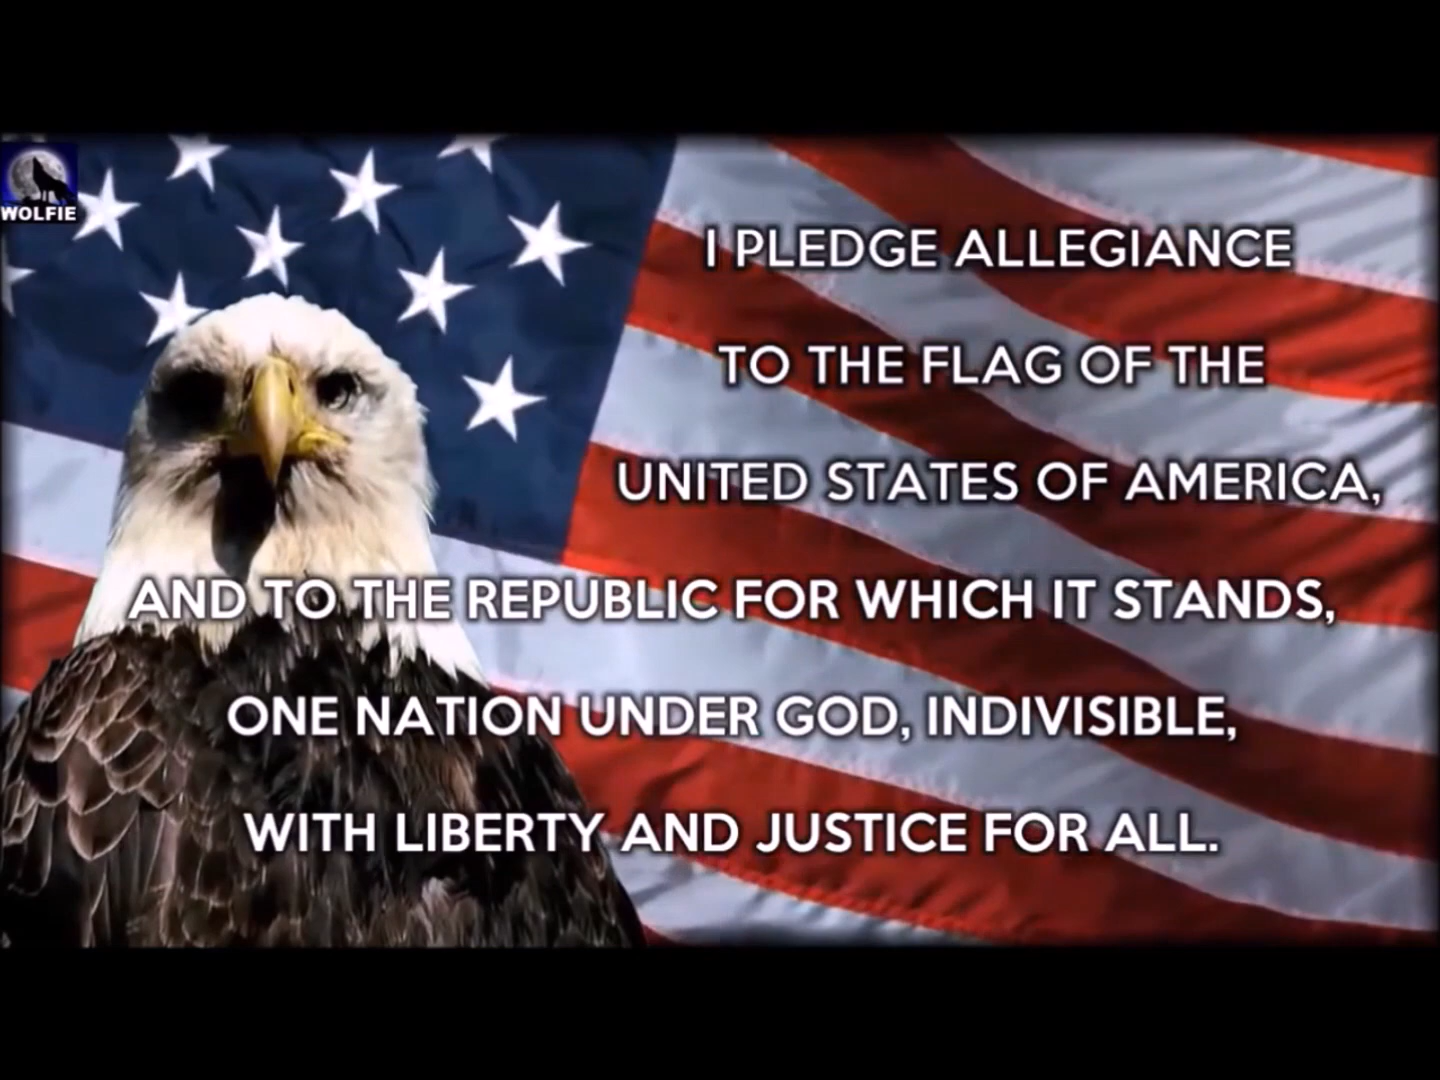 WOLFIE
I PLEDGE ALLEGIANCE
TO THE FLAG OF THE
UNITED STATES OF AMERICA,
AND TO THE REPUBLIC FOR WHICH IT STANDS,
ONE NATION UNDER GOD, INDIVISIBLE,
WITH LIBERTY AND JUSTICE FOR ALL.